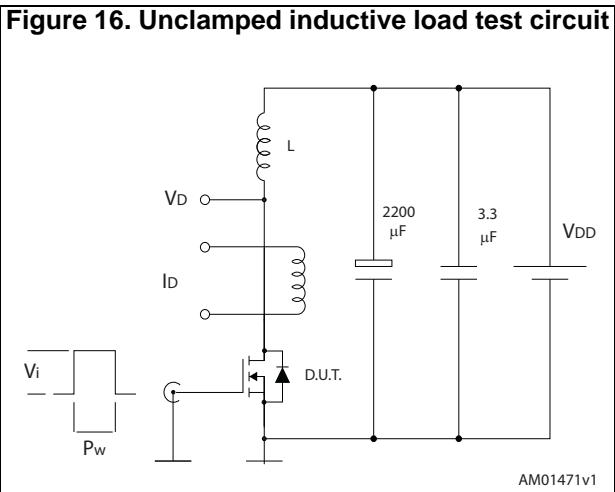 Figure 16. Unclamped inductive load test circuit
L
VD
2200
μF
3.3
μF
VDD
ID
Vi
D.U.T.
Pw
AM01471v1